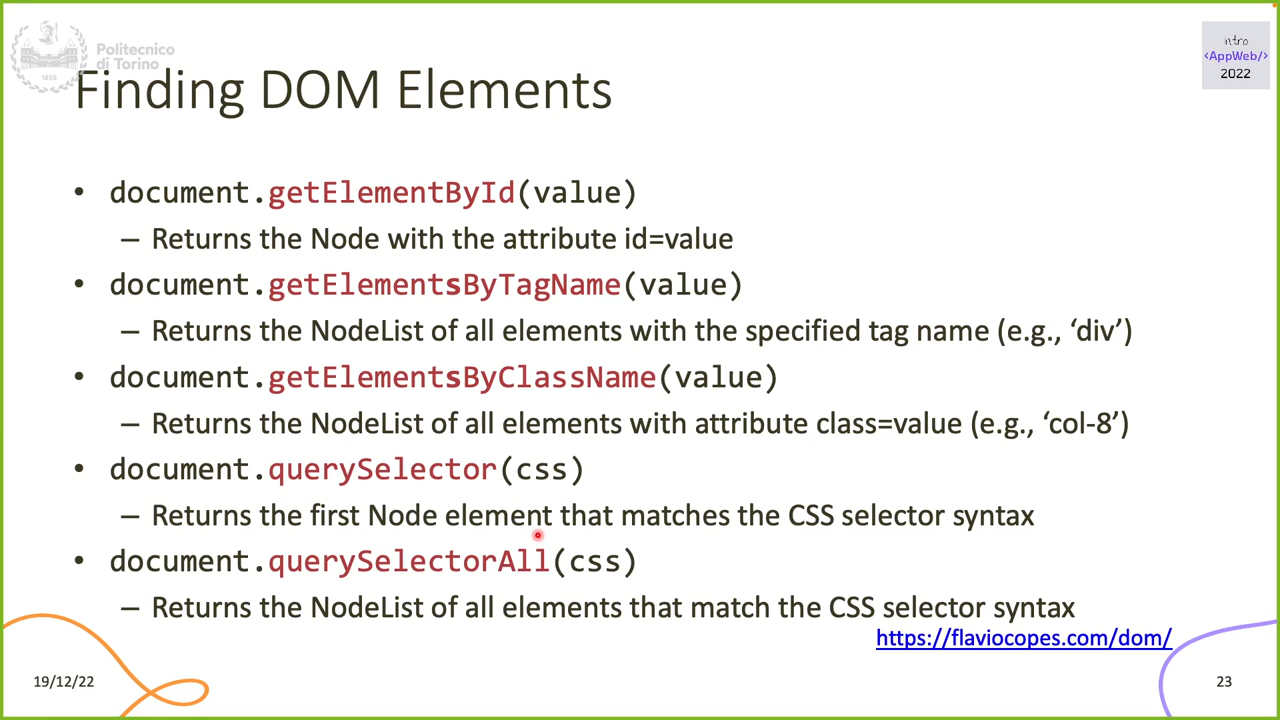 Politecnico
di Torino
1859
intro
<AppWeb/>
2022
Finding DOM Elements
• document.getElementById(value)
– Returns the Node with the attribute id=value
• document.getElementsByTagName(value)
– Returns the NodeList of all elements with the specified tag name (e.g., ‘div’)
• document.getElementsByClassName(value)
– Returns the NodeList of all elements with attribute class=value (e.g., ‘col-8’)
• document.querySelector(css)
– Returns the first Node element that matches the CSS selector syntax
• document.querySelectorAll(css)
– Returns the NodeList of all elements that match the CSS selector syntax
https://flaviocopes.com/dom/
19/12/22
23